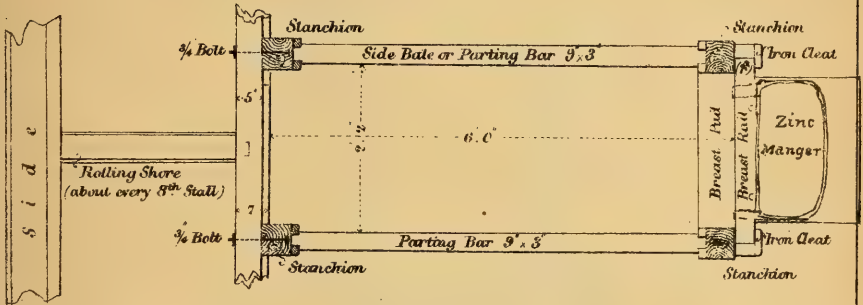 Stanchion
Stanchion
3/4" Bolt
Side Bale or Parting Bar 9" x 3"
Iron Cleat
Side
5"
2' 2"
6' 0"
Breast Pad
Breast Rail
Zinc
Manger
Rolling Shore
(about every 8th Stall)
7
3/4" Bolt
Parting Bar 9" x 3"
Iron Cleat
Stanchion
Stanchion